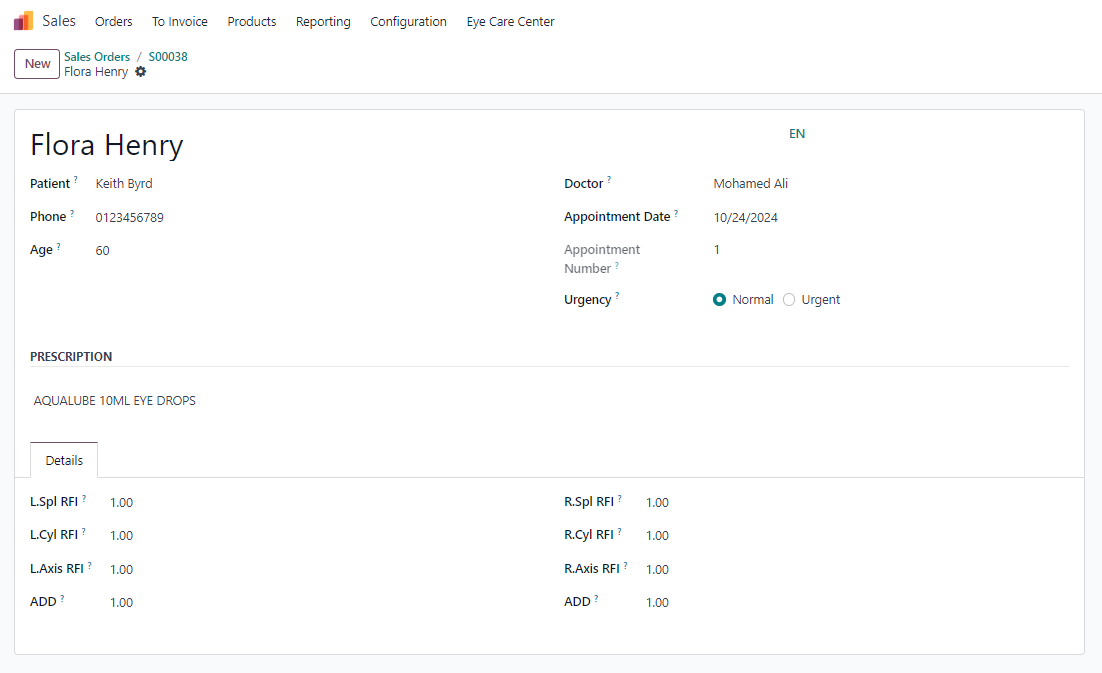 Sales Orders To Invoice Products Reporting Configuration Eye Care Center
New
Sales Orders / S00038
Flora Henry
Flora Henry
EN
Patient ? Keith Byrd
Doctor ? Mohamed Ali
Phone ? 0123456789
Appointment Date ? 10/24/2024
Age ? 60
Appointment Number ? 1
Urgency ? Normal Urgent
PRESCRIPTION
AQUALUBE 10ML EYE DROPS
Details
L.Spl RFI ? 1.00
R.Spl RFI ? 1.00
L.Cyl RFI ? 1.00
R.Cyl RFI ? 1.00
L.Axis RFI ? 1.00
R.Axis RFI ? 1.00
ADD ? 1.00
ADD ? 1.00